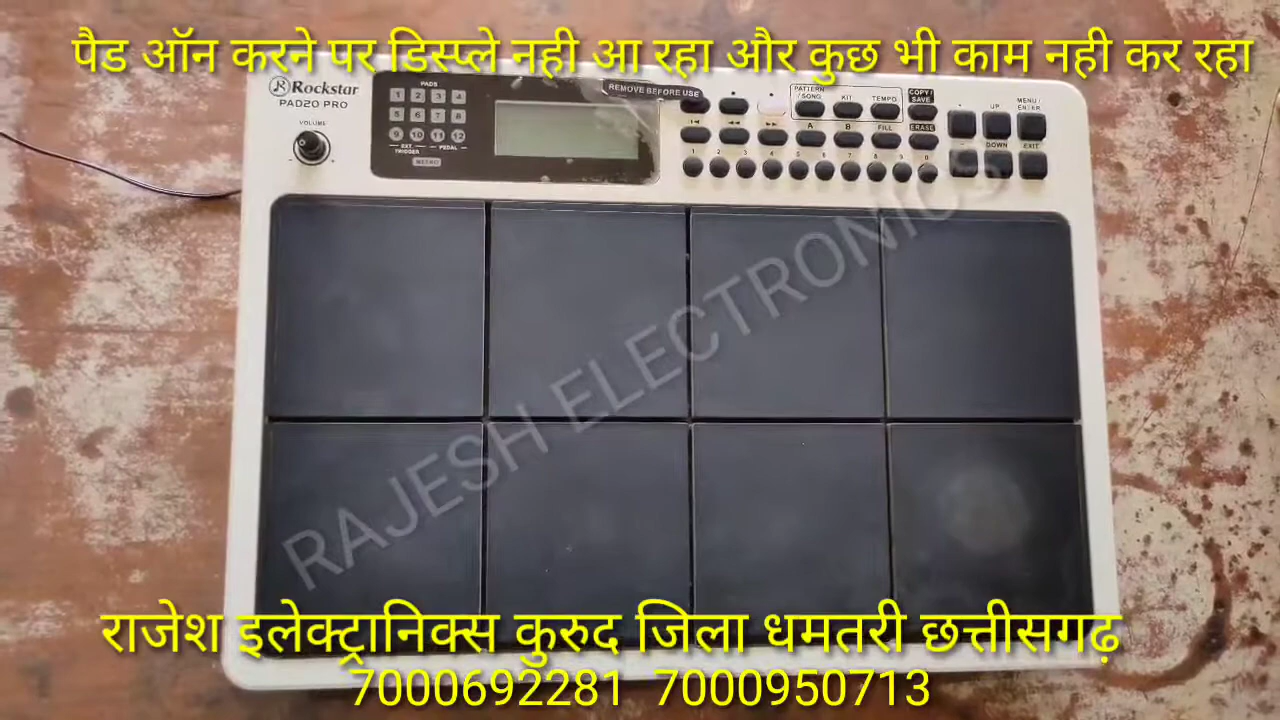 पैड ऑन करने पर डिस्प्ले नही आ रहा और कुछ भी काम नही कर रहा
Rockstar
PAD20 PRO
VOLUME
PADS
1 2 3 4
5 6 7 8
9 10 11 12
EXT TRIGGER
PEDAL
METRO
REMOVE BEFORE USE
PATTERN / SONG
KIT
TEMPO
COPY / SAVE
A
B
FILL
ERASE
1 2 3 4 5 6 7 8 9 0
UP
MENU / ENTER
DOWN
EXIT
RAJESH ELECTRONICS
राजेश इलेक्ट्रानिक्स कुरुद जिला धमतरी छत्तीसगढ़
7000692281 7000950713